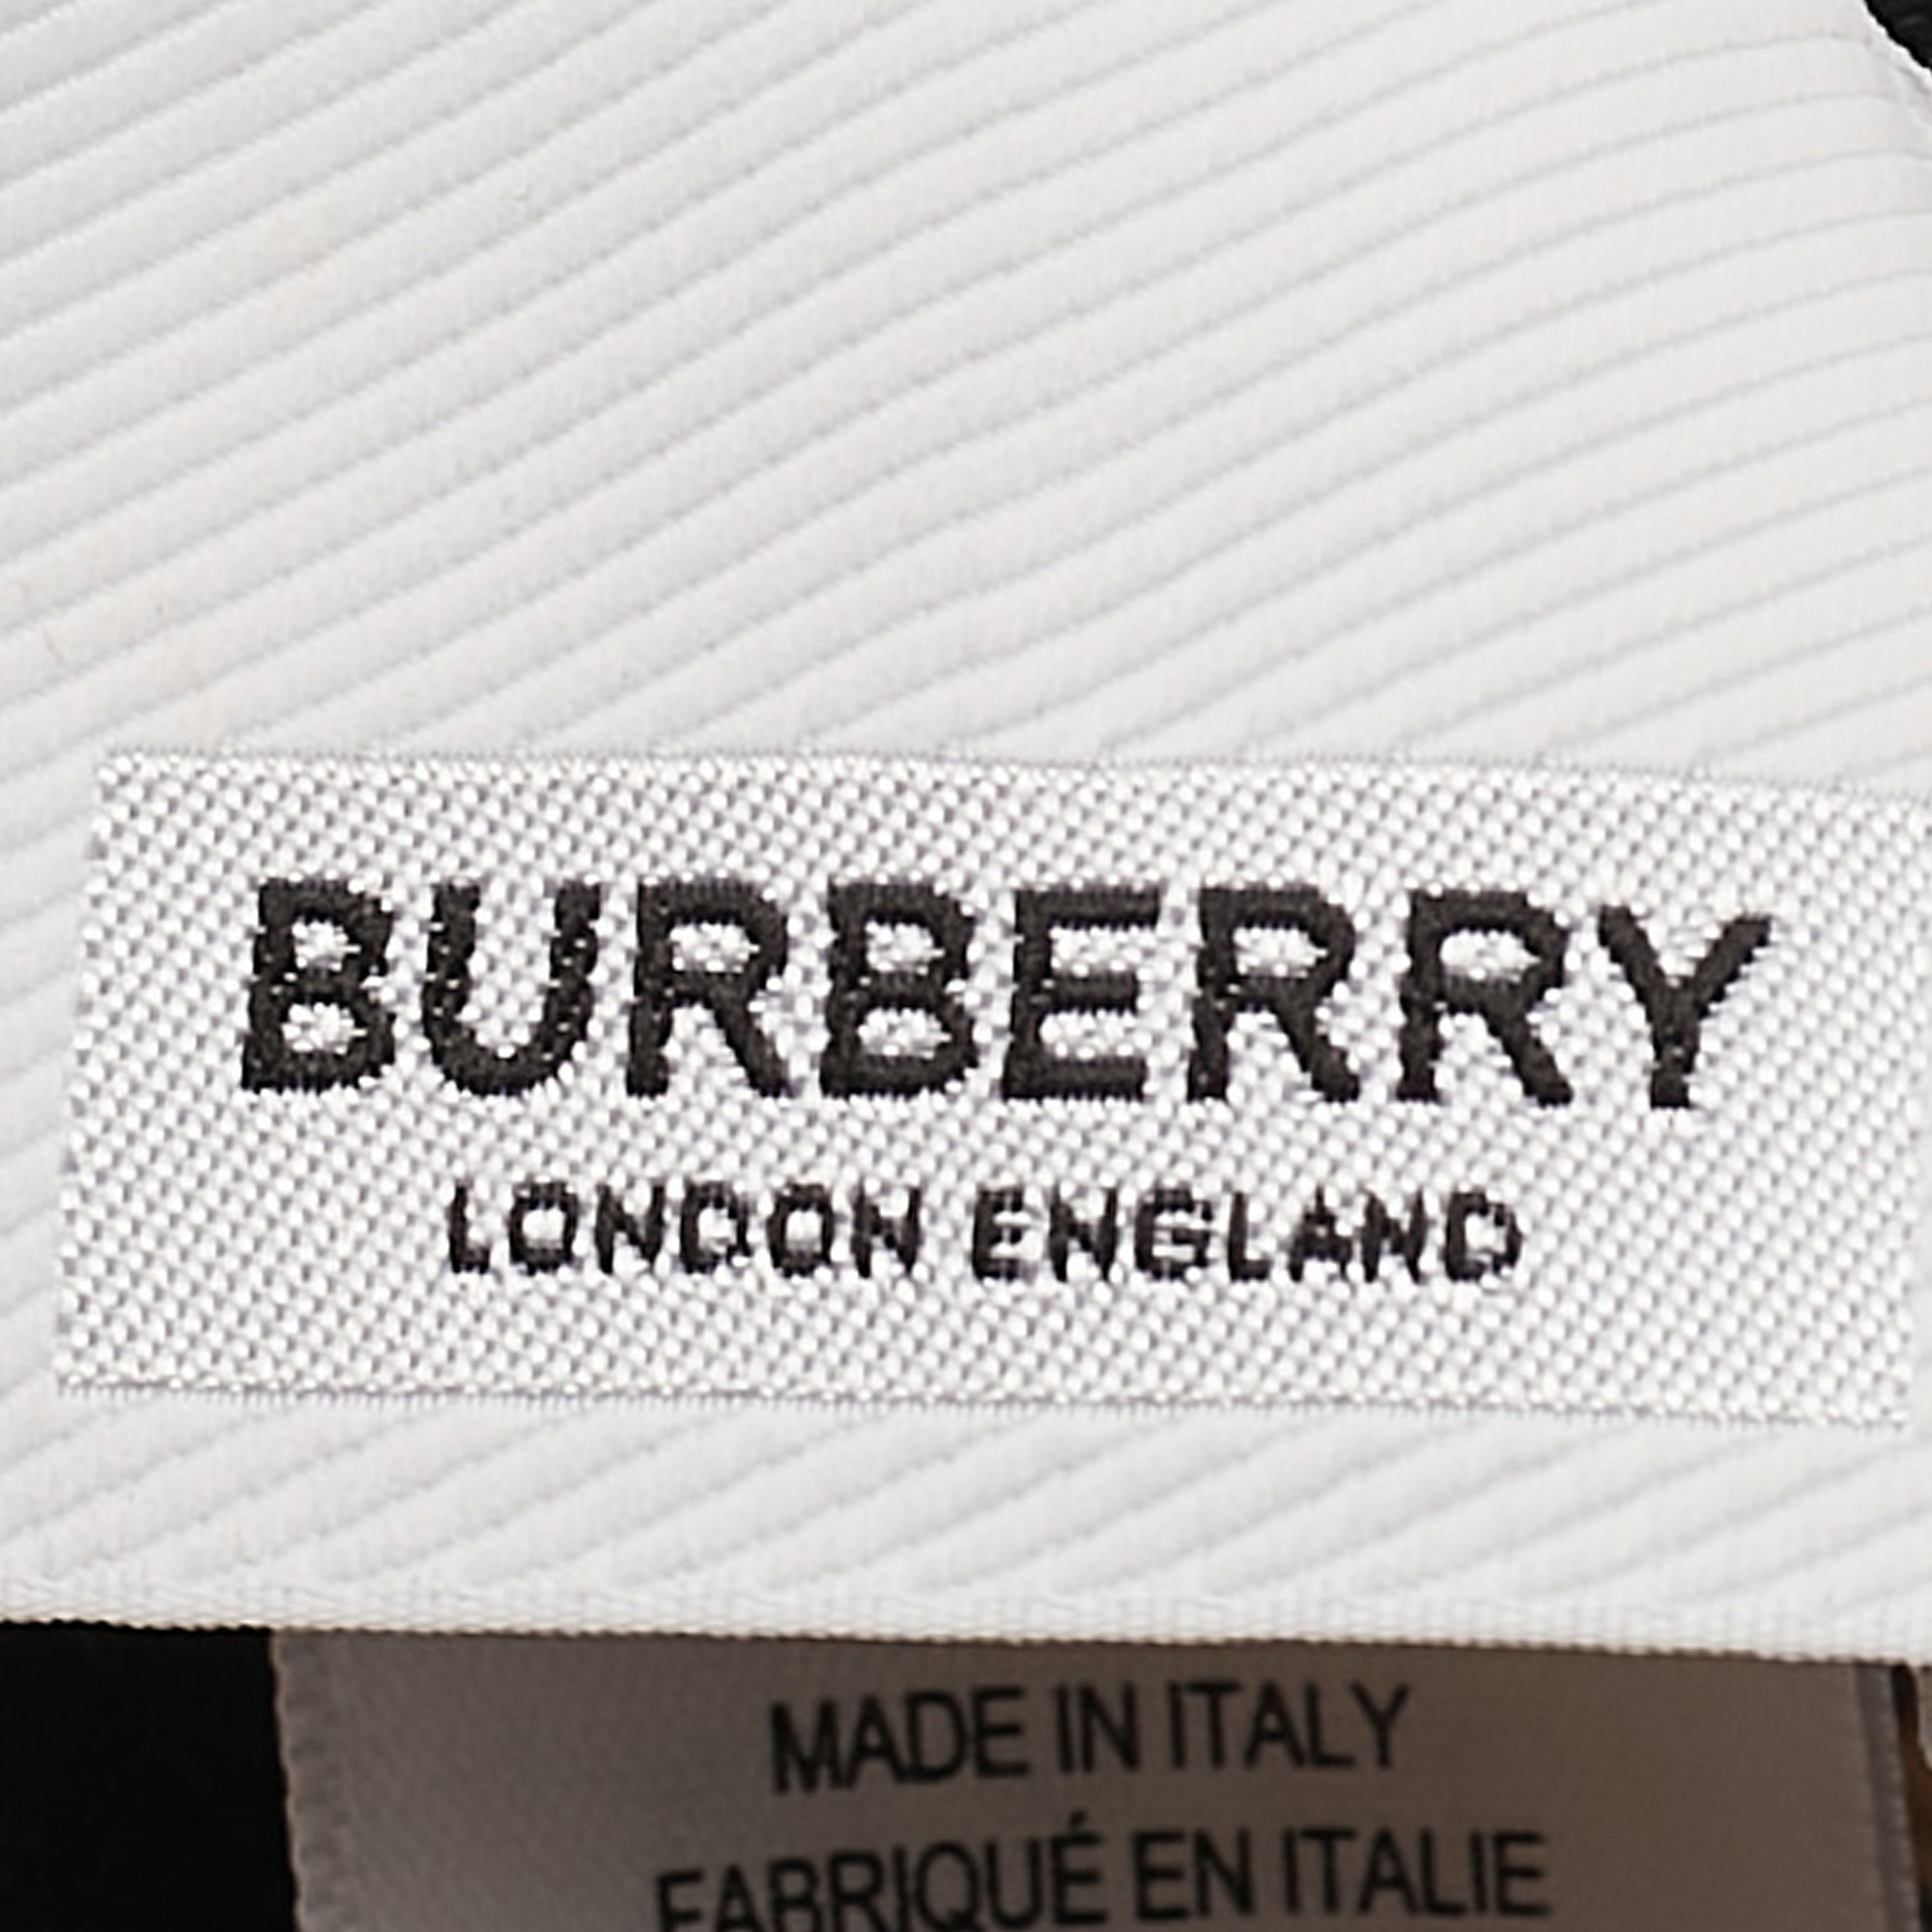 BURBERRY
LONDON ENGLAND
MADE IN ITALY
FABRIQUÉ EN ITALIE